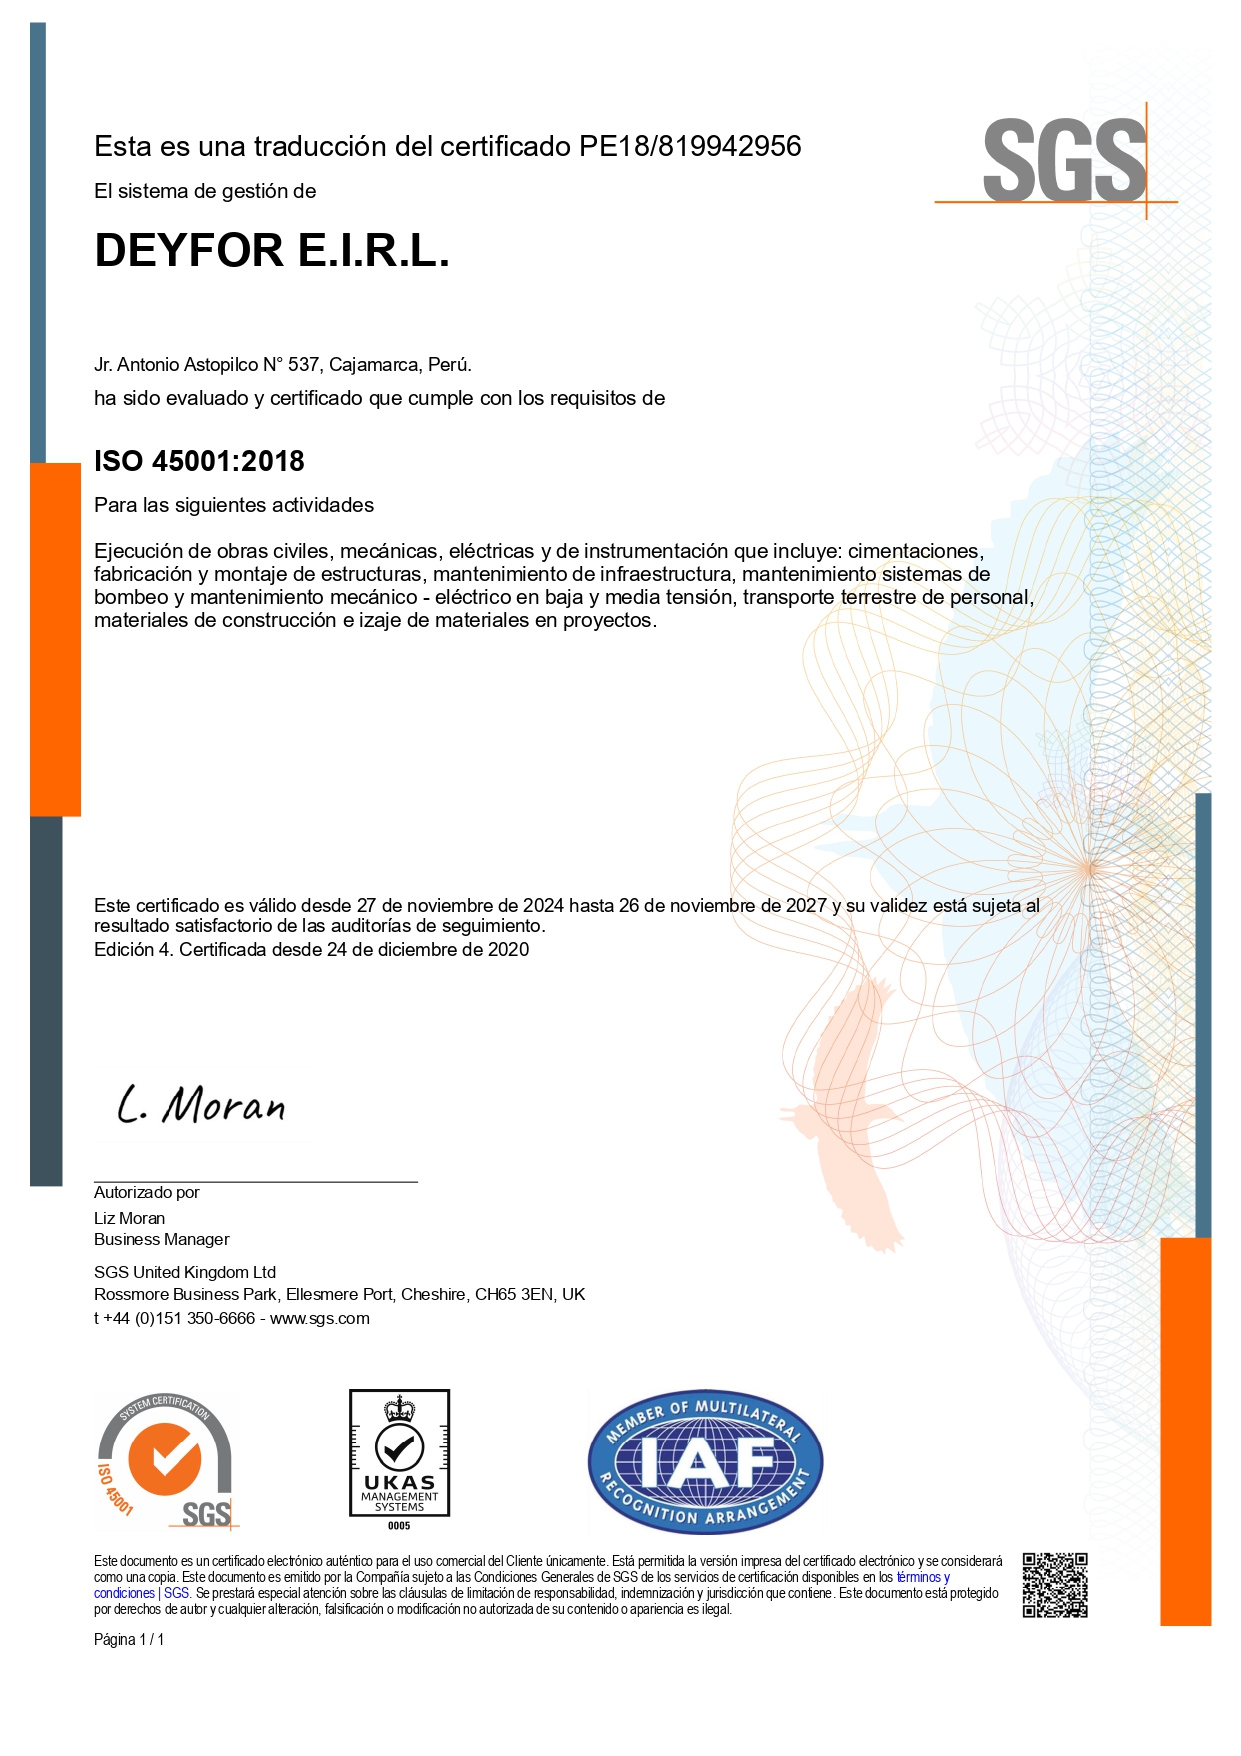 Esta es una traducción del certificado PE18/819942956
SGS
El sistema de gestión de
DEYFOR E.I.R.L.
Jr. Antonio Astopilco N° 537, Cajamarca, Perú.
ha sido evaluado y certificado que cumple con los requisitos de
ISO 45001:2018
Para las siguientes actividades
Ejecución de obras civiles, mecánicas, eléctricas y de instrumentación que incluye: cimentaciones,
fabricación y montaje de estructuras, mantenimiento de infraestructura, mantenimiento sistemas de
bombeo y mantenimiento mecánico - eléctrico en baja y media tensión, transporte terrestre de personal,
materiales de construcción e izaje de materiales en proyectos.
Este certificado es válido desde 27 de noviembre de 2024 hasta 26 de noviembre de 2027 y su validez está sujeta al
resultado satisfactorio de las auditorías de seguimiento.
Edición 4. Certificada desde 24 de diciembre de 2020
L. Moran
Autorizado por
Liz Moran
Business Manager
SGS United Kingdom Ltd
Rossmore Business Park, Ellesmere Port, Cheshire, CH65 3EN, UK
t +44 (0)151 350-6666 - www.sgs.com
SYSTEM CERTIFICATION
ISO 45001
SGS
UKAS
MANAGEMENT
SYSTEMS
0005
MEMBER OF MULTILATERAL
IAF
RECOGNITION ARRANGEMENT
Este documento es un certificado electrónico auténtico para el uso comercial del Cliente únicamente. Está permitida la versión impresa del certificado electrónico y se considerará
como una copia. Este documento es emitido por la Compañía sujeto a las Condiciones Generales de SGS de los servicios de certificación disponibles en los términos y
condiciones | SGS. Se prestará especial atención sobre las cláusulas de limitación de responsabilidad, indemnización y jurisdicción que contiene. Este documento está protegido
por derechos de autor y cualquier alteración, falsificación o modificación no autorizada de su contenido o apariencia es ilegal.
Página 1 / 1